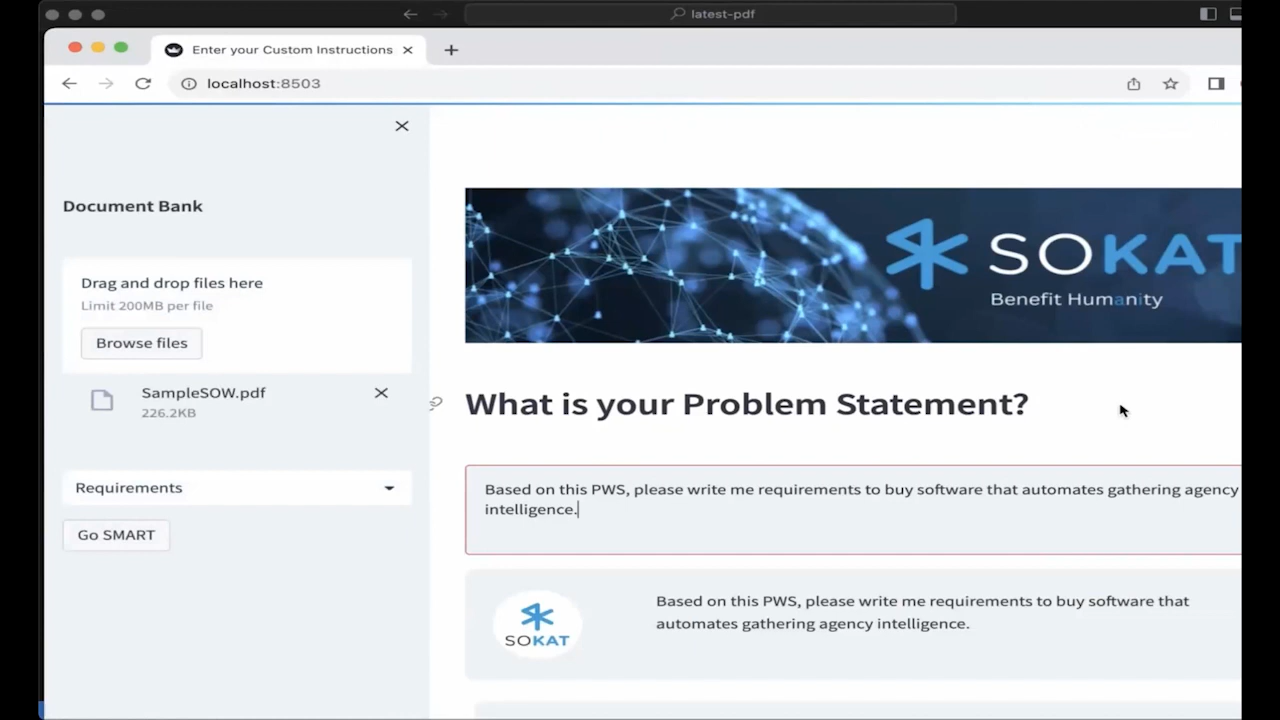 latest-pdf
Enter your Custom Instructions
localhost:8503
Document Bank
Drag and drop files here
Limit 200MB per file
Browse files
SampleSOW.pdf
226.2KB
Requirements
Go SMART
SOKAT
Benefit Humanity
What is your Problem Statement?
Based on this PWS, please write me requirements to buy software that automates gathering agency
intelligence.
SOKAT
Based on this PWS, please write me requirements to buy software that
automates gathering agency intelligence.